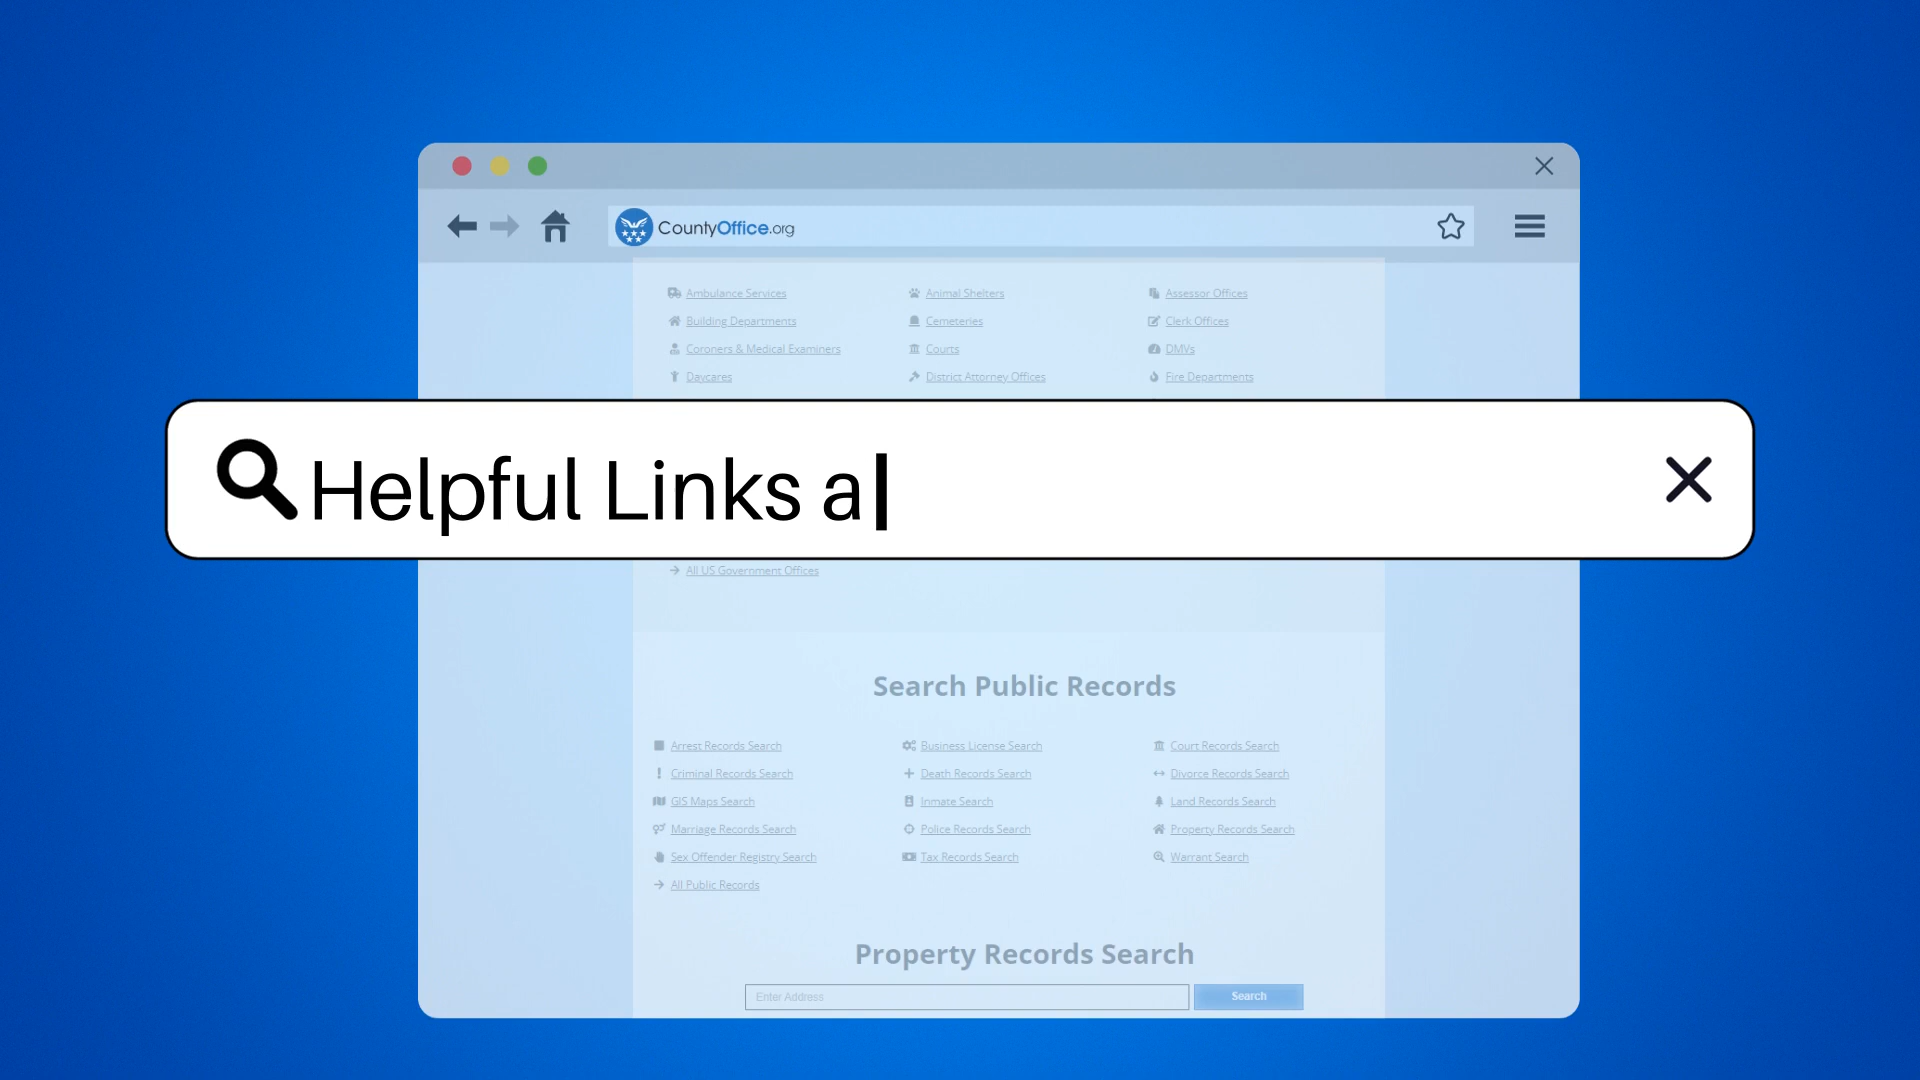 CountyOffice.org
Ambulance Services Animal Shelters Assessor Offices
Building Departments Cemeteries Clerk Offices
Coroners & Medical Examiners Courts DMVs
Daycares District Attorney Offices Fire Departments
Helpful Links a
All US Government Offices
Search Public Records
Arrest Records Search Business License Search Court Records Search
Criminal Records Search Death Records Search Divorce Records Search
GIS Maps Search Inmate Search Land Records Search
Marriage Records Search Police Records Search Property Records Search
Sex Offender Registry Search Tax Records Search Warrant Search
All Public Records
Property Records Search
Enter Address Search